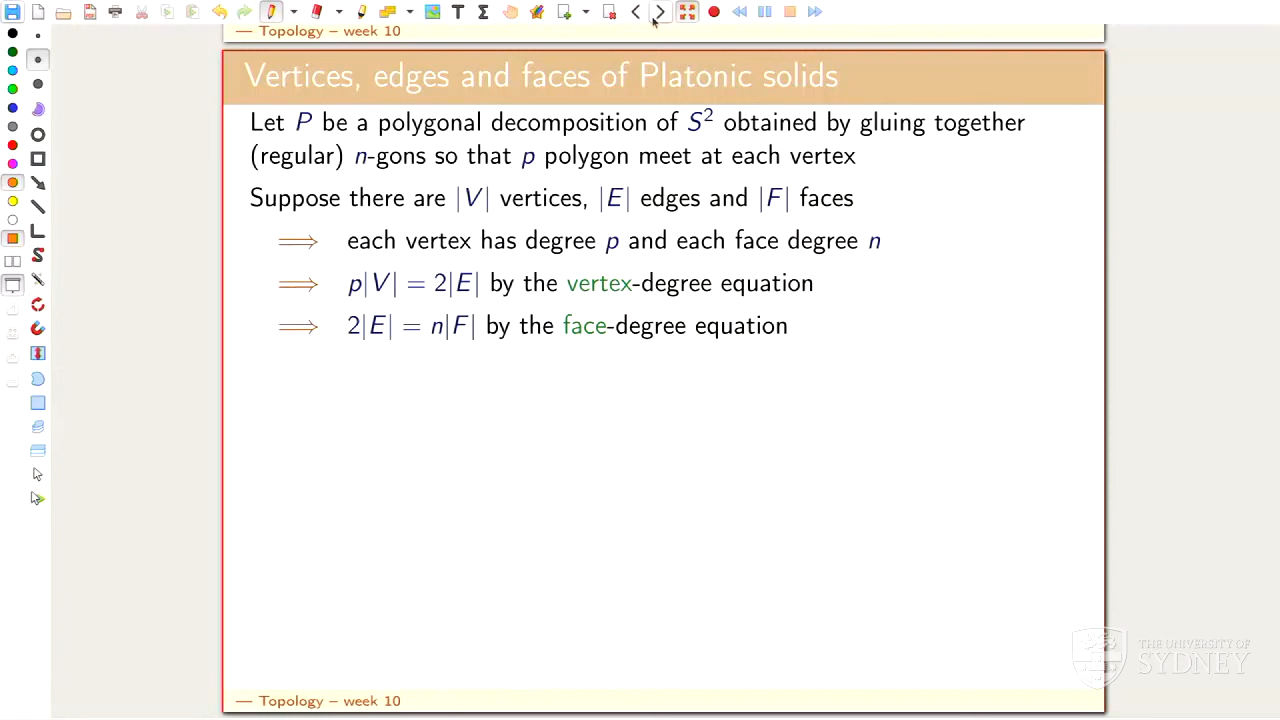 — Topology – week 10
Vertices, edges and faces of Platonic solids
Let P be a polygonal decomposition of S² obtained by gluing together
(regular) n-gons so that p polygon meet at each vertex
Suppose there are |V| vertices, |E| edges and |F| faces
⟹ each vertex has degree p and each face degree n
⟹ p|V| = 2|E| by the vertex-degree equation
⟹ 2|E| = n|F| by the face-degree equation
THE UNIVERSITY OF
SYDNEY
— Topology – week 10